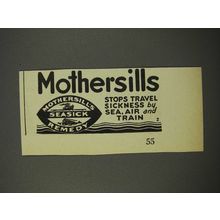 Mothersills
MOTHERSILL'S
SEASICK
REMEDY
STOPS TRAVEL
SICKNESS by
SEA, AIR and
TRAIN
55